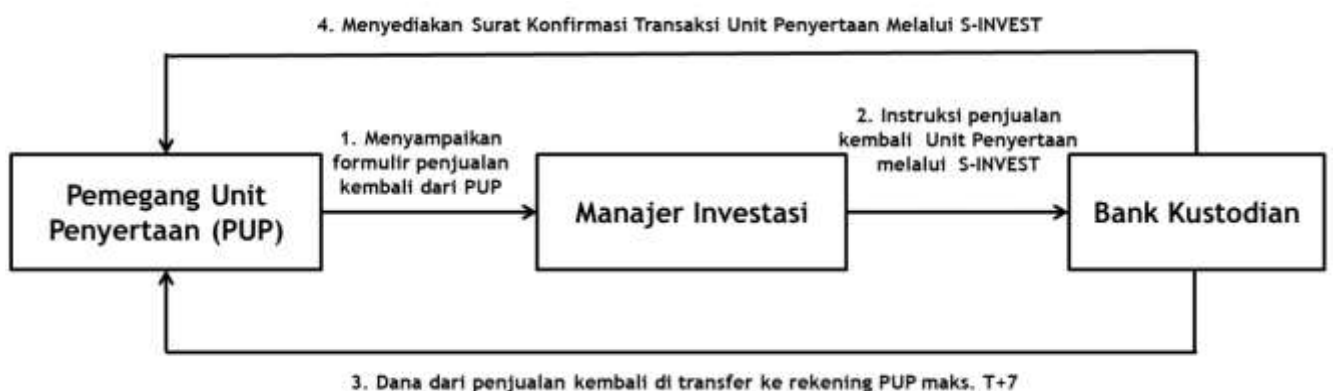 4. Menyediakan Surat Konfirmasi Transaksi Unit Penyertaan Melalui S-INVEST
1. Menyampaikan
formulir penjualan
kembali dari PUP
2. Instruksi penjualan
kembali Unit Penyertaan
melalui S-INVEST
Pemegang Unit
Penyertaan (PUP)
Manajer Investasi
Bank Kustodian
3. Dana dari penjualan kembali di transfer ke rekening PUP maks. T+7